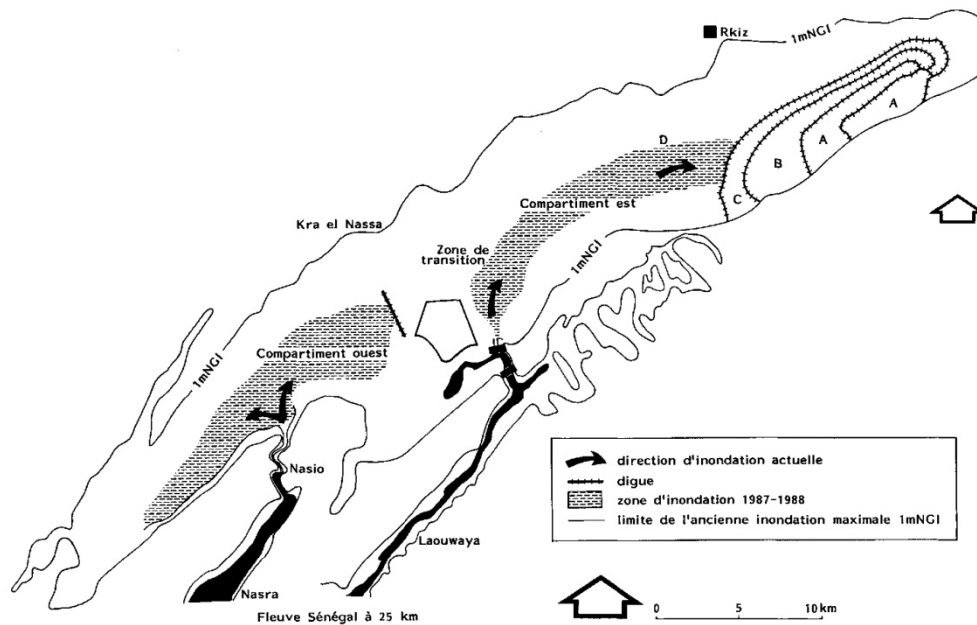 Rkiz
1mNGI
A
A
B
C
D
Compartiment est
Kra el Nassa
Zone de
transition
1mNGI
Compartiment ouest
1mNGI
Nasio
Laouwaya
Nasra
Fleuve Sénégal à 25 km
direction d'inondation actuelle
digue
zone d'inondation 1987-1988
limite de l'ancienne inondation maximale 1mNGI
0 5 10 km